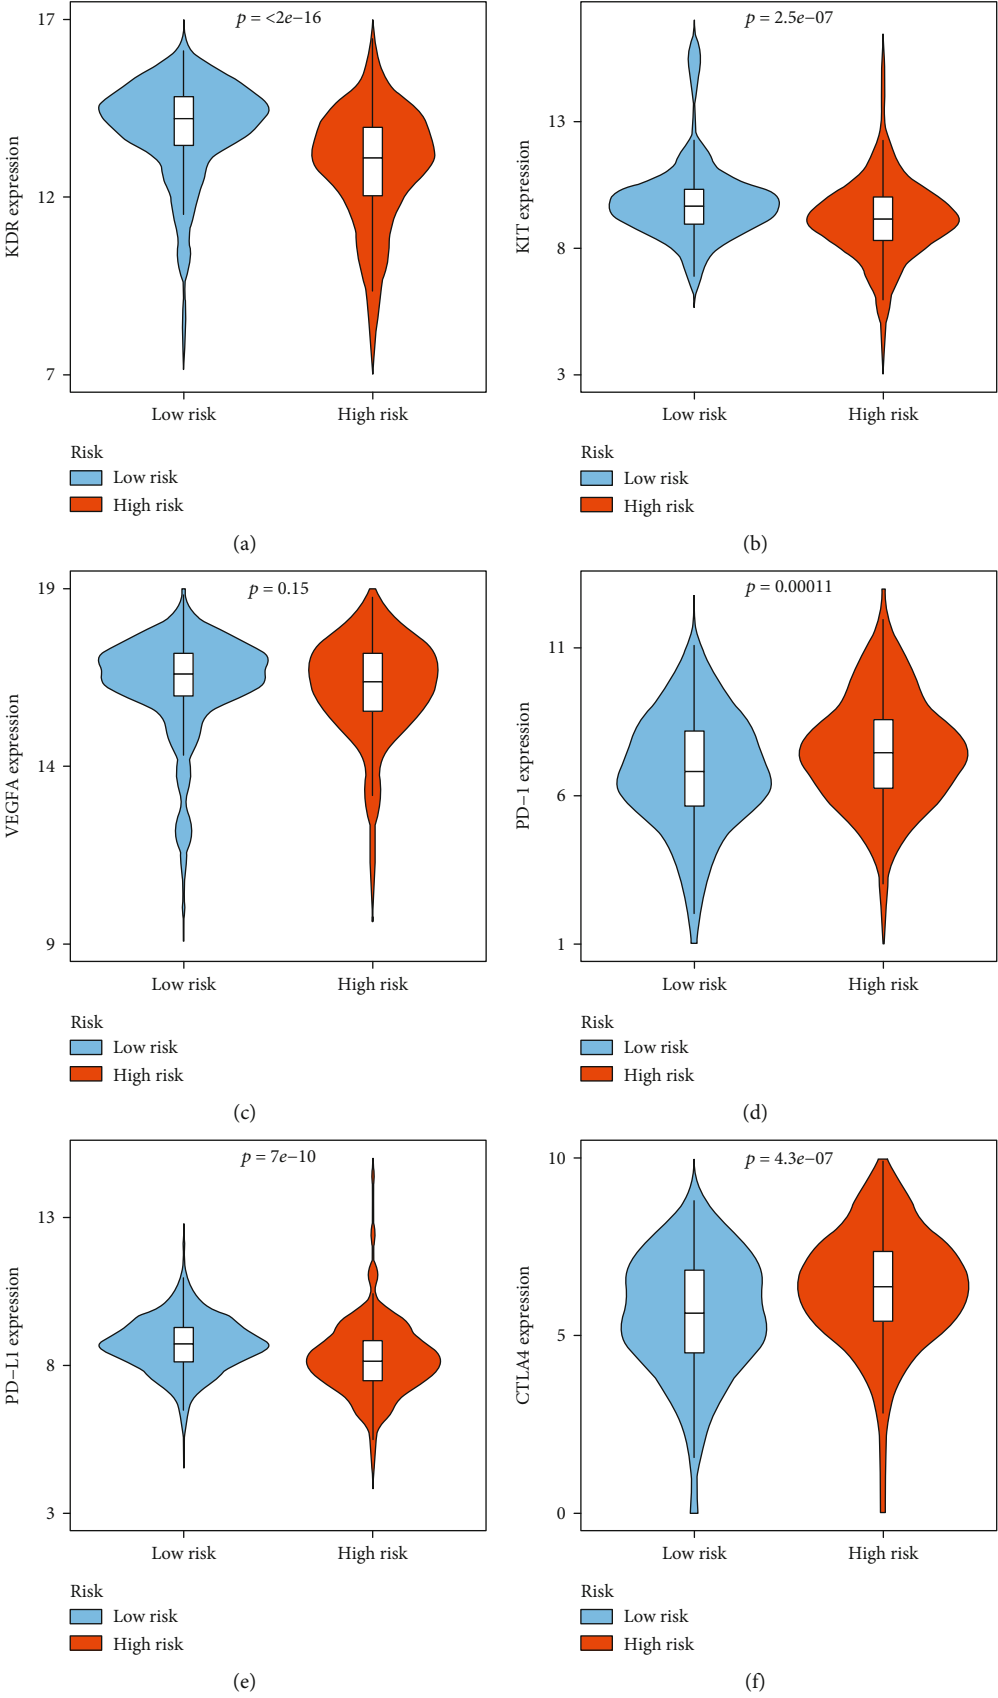 p = <2e−16
KDR expression
17
12
7
Low risk
High risk
Risk
Low risk
High risk
(a)
p = 2.5e−07
KIT expression
13
8
3
Low risk
High risk
Risk
Low risk
High risk
(b)
p = 0.15
VEGFA expression
19
14
9
Low risk
High risk
Risk
Low risk
High risk
(c)
p = 0.00011
PD−1 expression
11
6
1
Low risk
High risk
Risk
Low risk
High risk
(d)
p = 7e−10
PD−L1 expression
13
8
3
Low risk
High risk
Risk
Low risk
High risk
(e)
p = 4.3e−07
CTLA4 expression
10
5
0
Low risk
High risk
Risk
Low risk
High risk
(f)